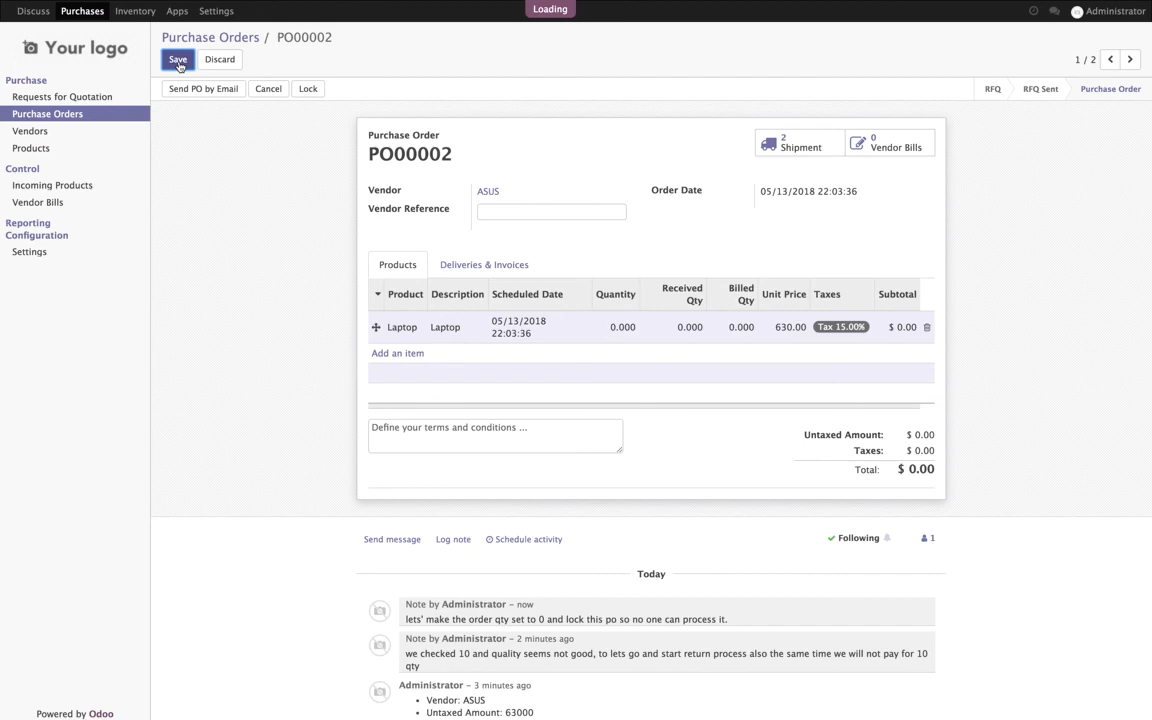 Discuss Purchases Inventory Apps Settings Loading Administrator
Your logo
Purchase Orders / PO00002
Save Discard 1 / 2
Send PO by Email Cancel Lock RFQ RFQ Sent Purchase Order
Purchase
Requests for Quotation
Purchase Orders
Vendors
Products
Control
Incoming Products
Vendor Bills
Reporting
Configuration
Settings
Powered by Odoo
Purchase Order
PO00002
2
Shipment
0
Vendor Bills
Vendor ASUS
Vendor Reference
Order Date 05/13/2018 22:03:36
Products Deliveries & Invoices
Product Description Scheduled Date Quantity Received Qty Billed Qty Unit Price Taxes Subtotal
Laptop Laptop 05/13/2018 22:03:36 0.000 0.000 0.000 630.00 Tax 15.00% $ 0.00
Add an item
Define your terms and conditions ...
Untaxed Amount: $ 0.00
Taxes: $ 0.00
Total: $ 0.00
Send message Log note Schedule activity Following 1
Today
Note by Administrator – now
lets' make the order qty set to 0 and lock this po so no one can process it.
Note by Administrator – 2 minutes ago
we checked 10 and quality seems not good, to lets go and start return process also the same time we will not pay for 10
qty
Administrator – 3 minutes ago
• Vendor: ASUS
• Untaxed Amount: 63000